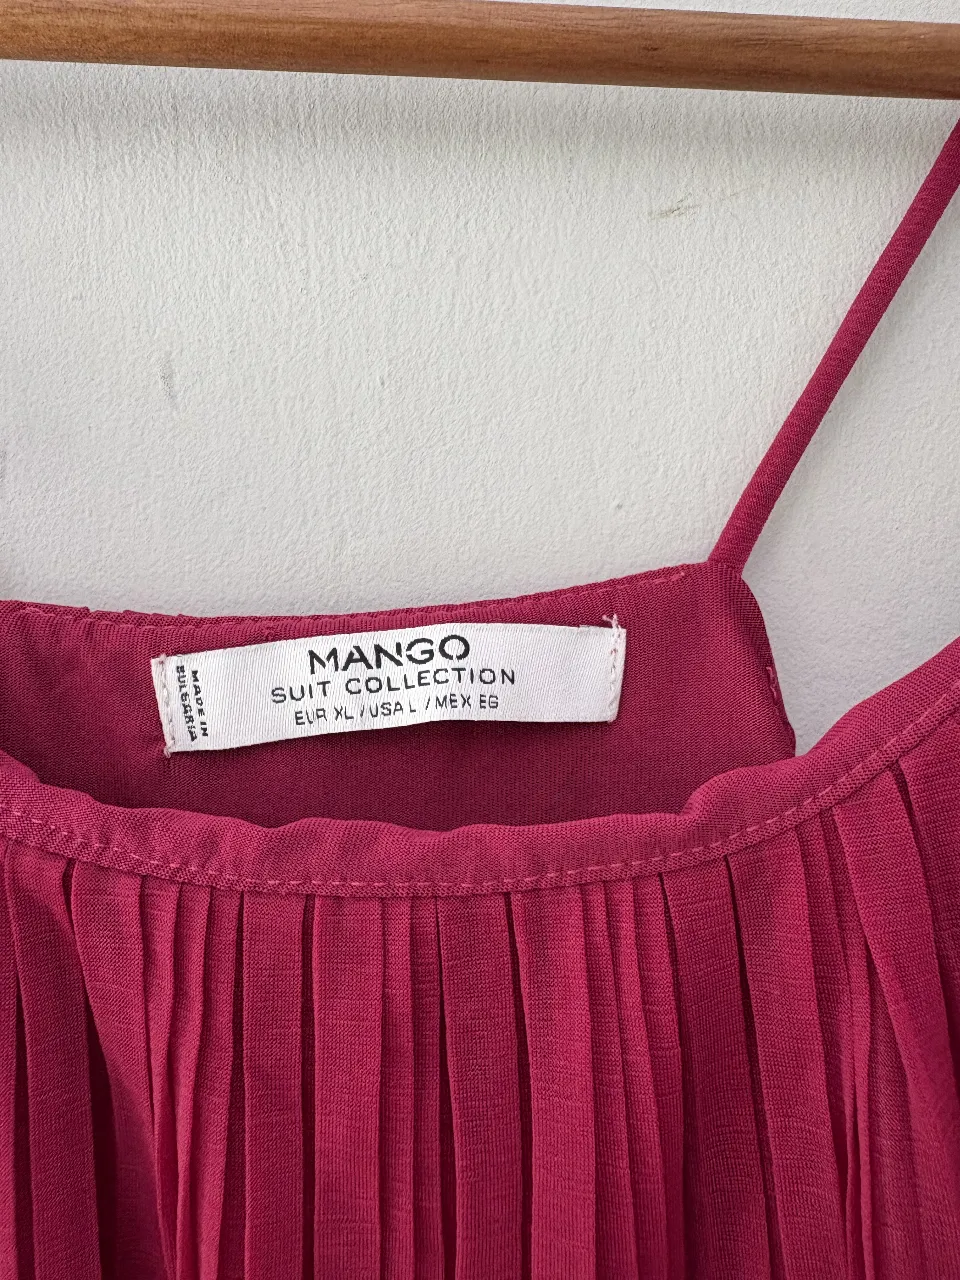 MANGO
SUIT COLLECTION
EUR XL / USA L / MEX EG
MADE IN
BULGARIA